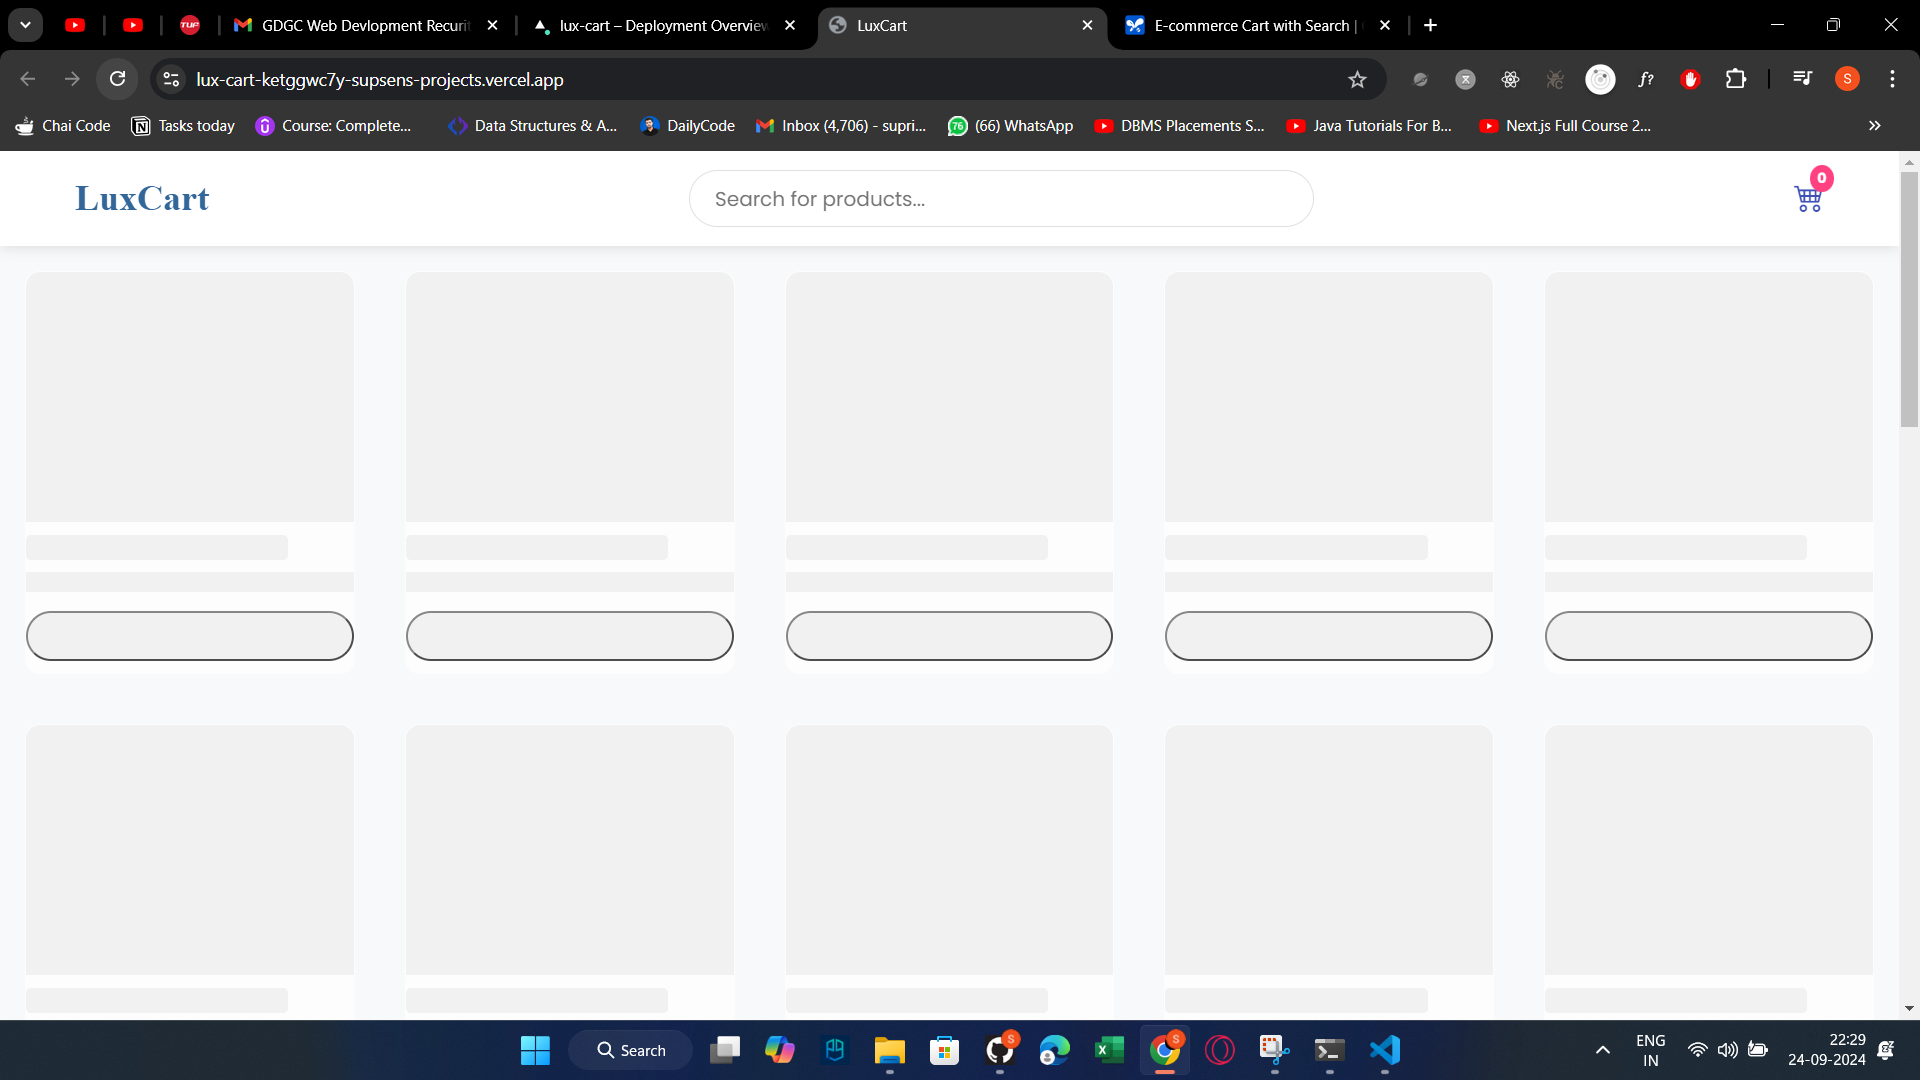 GDGC Web Devlopment Recurit
lux-cart – Deployment Overview
LuxCart
E-commerce Cart with Search |
lux-cart-ketggwc7y-supsens-projects.vercel.app
f?
S
Chai Code
Tasks today
Course: Complete...
Data Structures & A...
DailyCode
Inbox (4,706) - supri...
76
(66) WhatsApp
DBMS Placements S...
Java Tutorials For B...
Next.js Full Course 2...
LuxCart
Search for products...
0
Search
S
S
ENG
IN
22:29
24-09-2024